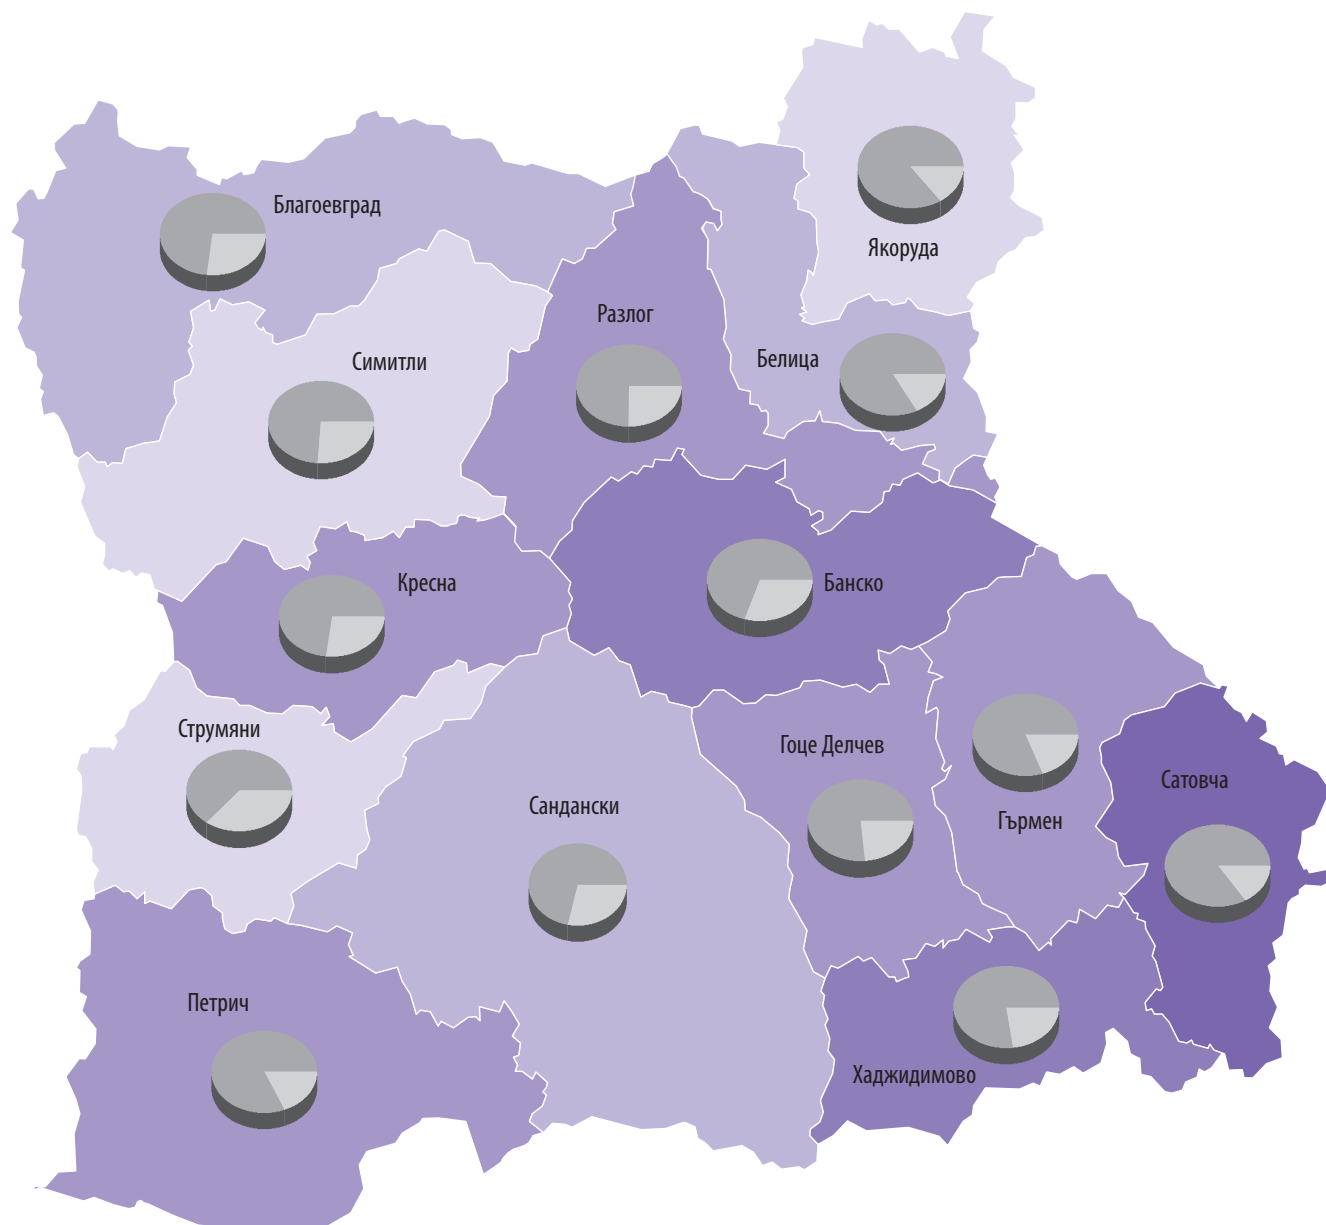 Благоевград
Якоруда
Разлог
Симитли
Белица
Кресна
Банско
Струмяни
Гоце Делчев
Сатовча
Сандански
Гърмен
Петрич
Хаджидимово